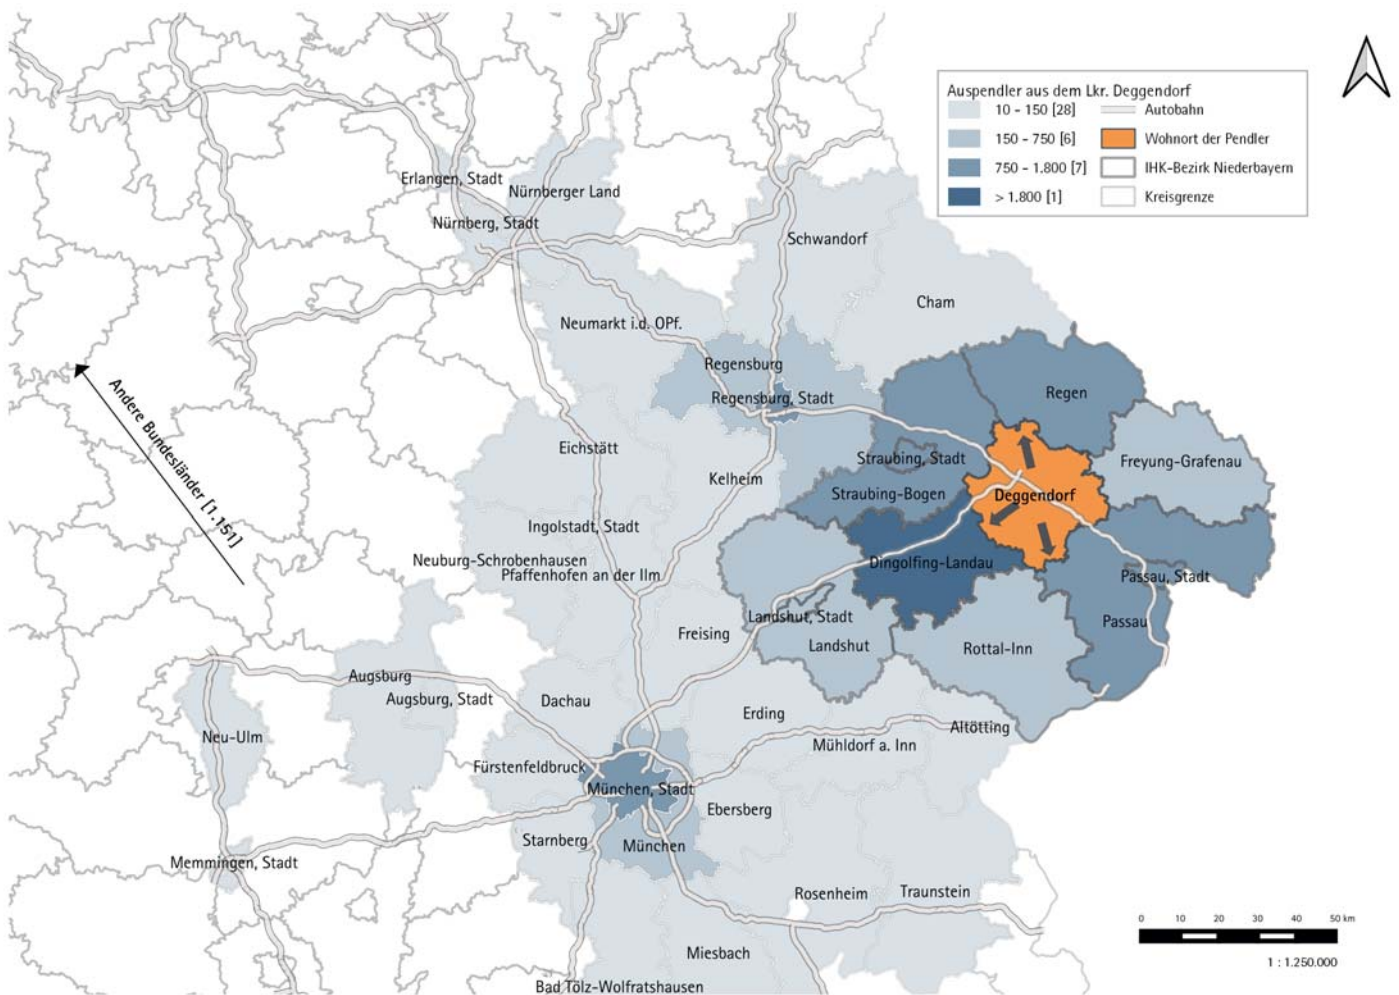 Auspendler aus dem Lkr. Deggendorf
10 - 150 [28]
Autobahn
150 - 750 [6]
Wohnort der Pendler
750 - 1.800 [7]
IHK-Bezirk Niederbayern
> 1.800 [1]
Kreisgrenze
Erlangen, Stadt
Nürnberger Land
Nürnberg, Stadt
Schwandorf
Cham
Neumarkt i.d. OPf.
Regensburg
Regen
Regensburg, Stadt
Andere Bundesländer [1.151]
Eichstätt
Straubing, Stadt
Freyung-Grafenau
Kelheim
Straubing-Bogen
Deggendorf
Ingolstadt, Stadt
Neuburg-Schrobenhausen
Dingolfing-Landau
Pfaffenhofen an der Ilm
Passau, Stadt
Landshut, Stadt
Passau
Freising
Landshut
Rottal-Inn
Augsburg
Augsburg, Stadt
Dachau
Erding
Altötting
Neu-Ulm
Mühldorf a. Inn
Fürstenfeldbruck
München, Stadt
Ebersberg
Starnberg
München
Memmingen, Stadt
Rosenheim
Traunstein
0 10 20 30 40 50 km
Miesbach
1 : 1.250.000
Bad Tölz-Wolfratshausen